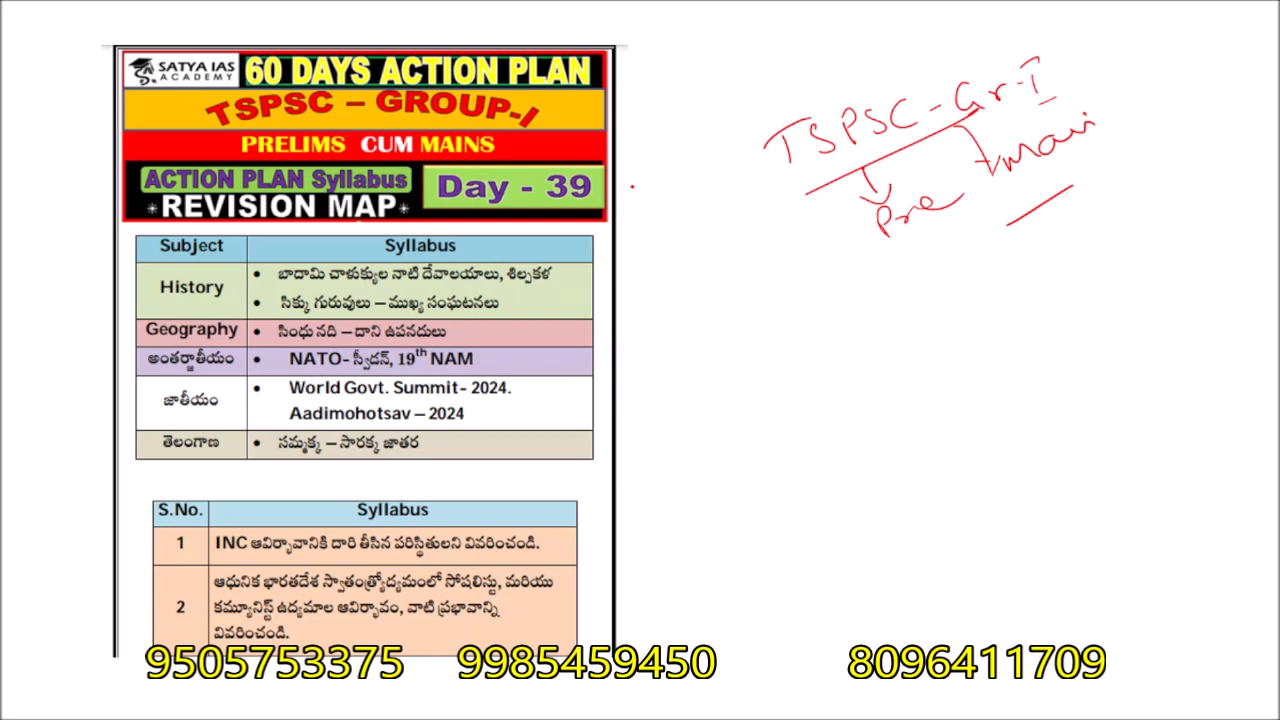 SATYA IAS
ACADEMY
60 DAYS ACTION PLAN
TSPSC – GROUP-I
PRELIMS CUM MAINS
ACTION PLAN Syllabus
REVISION MAP
Day - 39
Subject Syllabus
History
• బాదామి చాళుక్యుల నాటి దేవాలయాలు, శిల్పకళ
• సిక్కు గురువులు – ముఖ్య సంఘటనలు
Geography • సింధు నది – దాని ఉపనదులు
అంతర్జాతీయం • NATO- స్వీడన్, 19th NAM
జాతీయం • World Govt. Summit- 2024.
Aadimohotsav – 2024
తెలంగాణ • సమ్మక్క – సారక్క జాతర
S.No. Syllabus
1 INC ఆవిర్భావానికి దారి తీసిన పరిస్థితులని వివరించండి.
2 ఆధునిక భారతదేశ స్వాతంత్ర్యోద్యమంలో సోషలిస్టు, మరియు
కమ్యూనిస్ట్ ఉద్యమాల ఆవిర్భావం, వాటి ప్రభావాన్ని
వివరించండి.
TSPSC - Gr-I
Pre
+mai
9505753375 9985459450 8096411709